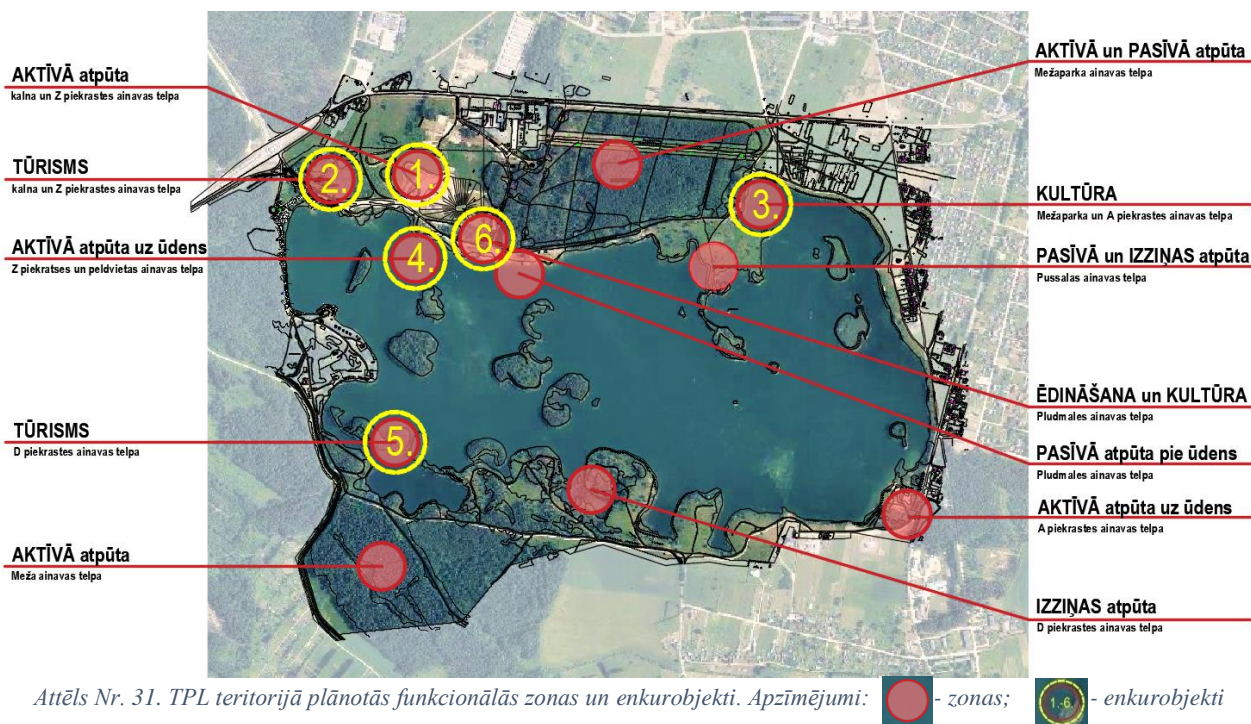 AKTĪVĀ atpūta
kalna un Z piekrastes ainavas telpa
TŪRISMS
kalna un Z piekrastes ainavas telpa
AKTĪVĀ atpūta uz ūdens
Z piekratses un peldvietas ainavas telpa
TŪRISMS
D piekrastes ainavas telpa
AKTĪVĀ atpūta
Meža ainavas telpa
2.
1.
3.
6.
4.
5.
AKTĪVĀ un PASĪVĀ atpūta
Mežaparka ainavas telpa
KULTŪRA
Mežaparka un A piekrastes ainavas telpa
PASĪVĀ un IZZIŅAS atpūta
Pussalas ainavas telpa
ĒDINĀŠANA un KULTŪRA
Pludmales ainavas telpa
PASĪVĀ atpūta pie ūdens
Pludmales ainavas telpa
AKTĪVĀ atpūta uz ūdens
A piekrastes ainavas telpa
IZZIŅAS atpūta
D piekrastes ainavas telpa
Attēls Nr. 31. TPL teritorijā plānotās funkcionālās zonas un enkurobjekti. Apzīmējumi: - zonas; 1.-6. - enkurobjekti